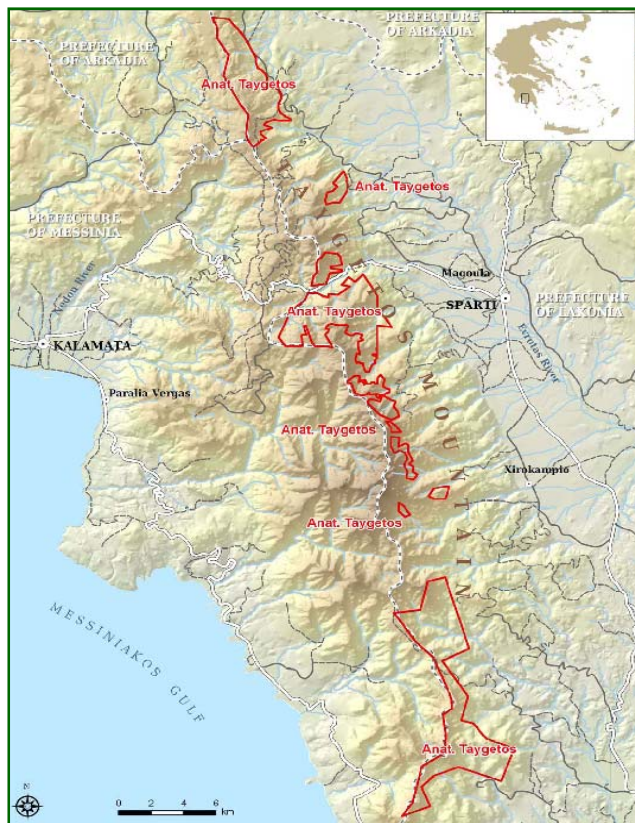 PREFECTURE
OF ARKADIA
PREFECTURE
OF ARKADIA
Anat. Taygetos
Anat. Taygetos
PREFECTURE
OF MESSINIA
Nedon River
Magoula
SPARTI
PREFECTURE
OF LAKONIA
Anat. Taygetos
KALAMATA
Evrotas River
Paralia Vergas
TAYGETOS MOUNTAIN
Anat. Taygetos
Xirokampio
Anat. Taygetos
MESSINIAKOS GULF
Anat. Taygetos
N
0 2 4 6
km